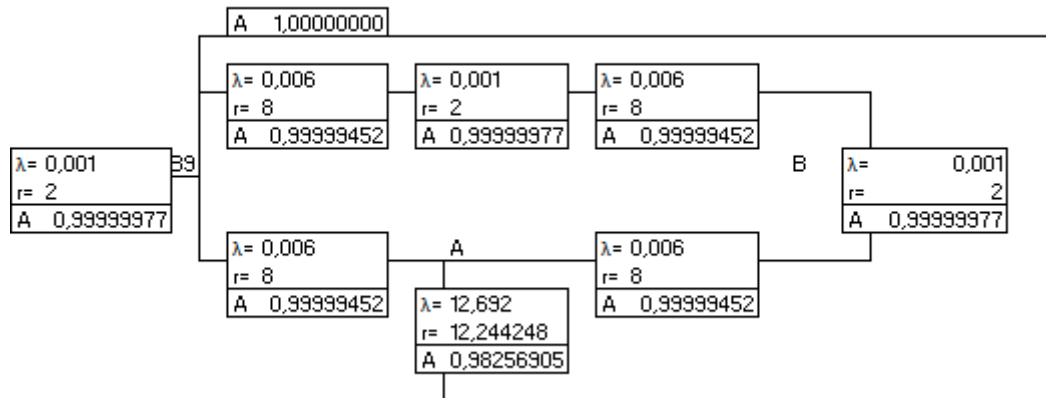 A 1,00000000
λ= 0,006
r= 8
A 0,99999452
λ= 0,001
r= 2
A 0,99999977
λ= 0,006
r= 8
A 0,99999452
λ= 0,001
r= 2
A 0,99999977
B9
B
λ= 0,001
r= 2
A 0,99999977
λ= 0,006
r= 8
A 0,99999452
A
λ= 0,006
r= 8
A 0,99999452
λ= 12,692
r= 12,244248
A 0,98256905